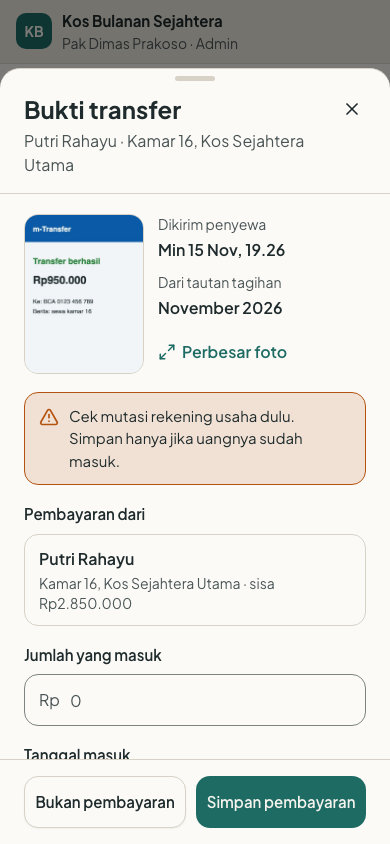 KB
Kos Bulanan Sejahtera
Pak Dimas Prakoso · Admin
Bukti transfer
Putri Rahayu · Kamar 16, Kos Sejahtera
Utama
m-Transfer
Transfer berhasil
Rp950.000
Ke: BCA 0123 456 789
Berita: sewa kamar 16
Dikirim penyewa
Min 15 Nov, 19.26
Dari tautan tagihan
November 2026
Perbesar foto
Cek mutasi rekening usaha dulu.
Simpan hanya jika uangnya sudah
masuk.
Pembayaran dari
Putri Rahayu
Kamar 16, Kos Sejahtera Utama · sisa
Rp2.850.000
Jumlah yang masuk
Rp 0
Tanggal masuk
Bukan pembayaran
Simpan pembayaran